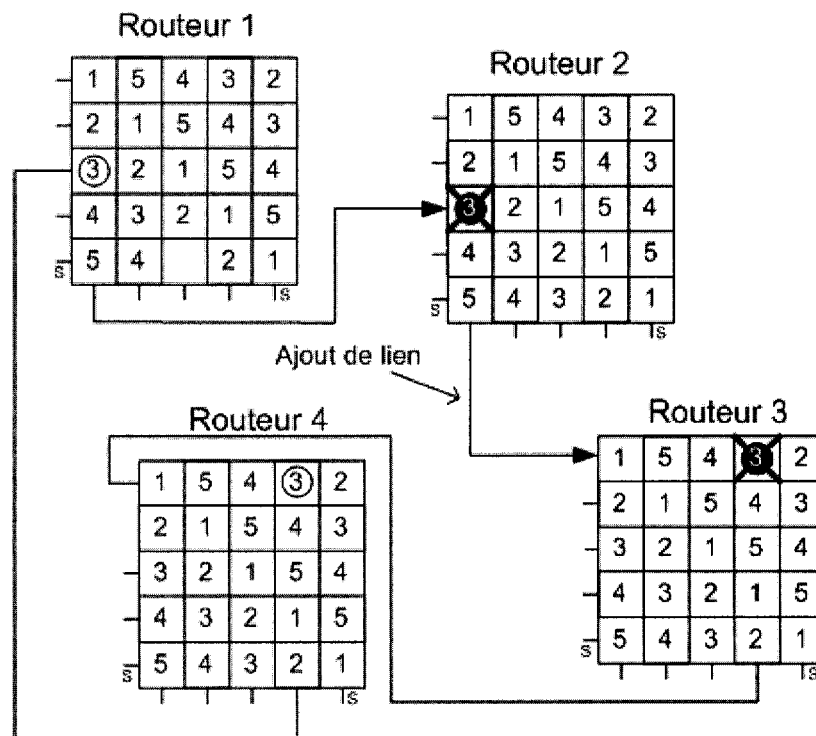 Routeur 1
1 5 4 3 2
2 1 5 4 3
3 2 1 5 4
4 3 2 1 5
s 5 4 2 1
s
Routeur 2
1 5 4 3 2
2 1 5 4 3
3 2 1 5 4
4 3 2 1 5
s 5 4 3 2 1
s
Ajout de lien
Routeur 4
1 5 4 3 2
2 1 5 4 3
3 2 1 5 4
4 3 2 1 5
s 5 4 3 2 1
s
Routeur 3
1 5 4 3 2
2 1 5 4 3
3 2 1 5 4
4 3 2 1 5
s 5 4 3 2 1
s